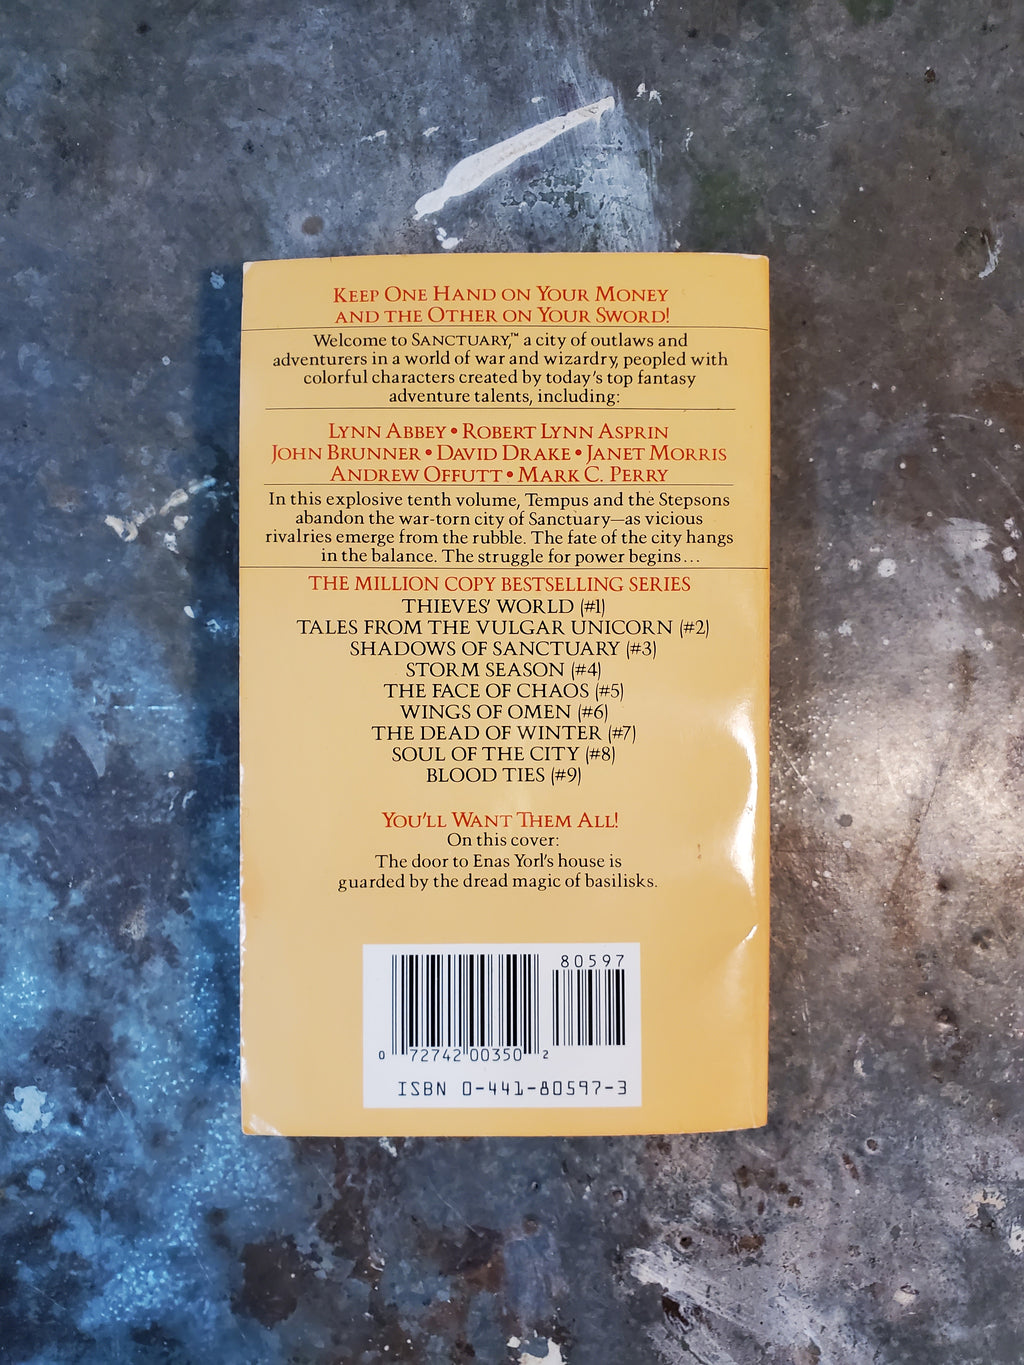 KEEP ONE HAND ON YOUR MONEY
AND THE OTHER ON YOUR SWORD!
Welcome to SANCTUARY,™ a city of outlaws and
adventurers in a world of war and wizardry, peopled with
colorful characters created by today's top fantasy
adventure talents, including:
LYNN ABBEY • ROBERT LYNN ASPRIN
JOHN BRUNNER • DAVID DRAKE • JANET MORRIS
ANDREW OFFUTT • MARK C. PERRY
In this explosive tenth volume, Tempus and the Stepsons
abandon the war-torn city of Sanctuary—as vicious
rivalries emerge from the rubble. The fate of the city hangs
in the balance. The struggle for power begins...
THE MILLION COPY BESTSELLING SERIES
THIEVES' WORLD (#1)
TALES FROM THE VULGAR UNICORN (#2)
SHADOWS OF SANCTUARY (#3)
STORM SEASON (#4)
THE FACE OF CHAOS (#5)
WINGS OF OMEN (#6)
THE DEAD OF WINTER (#7)
SOUL OF THE CITY (#8)
BLOOD TIES (#9)
YOU'LL WANT THEM ALL!
On this cover:
The door to Enas Yorl's house is
guarded by the dread magic of basilisks.
80597
0 72742 00350 2
ISBN 0-441-80597-3